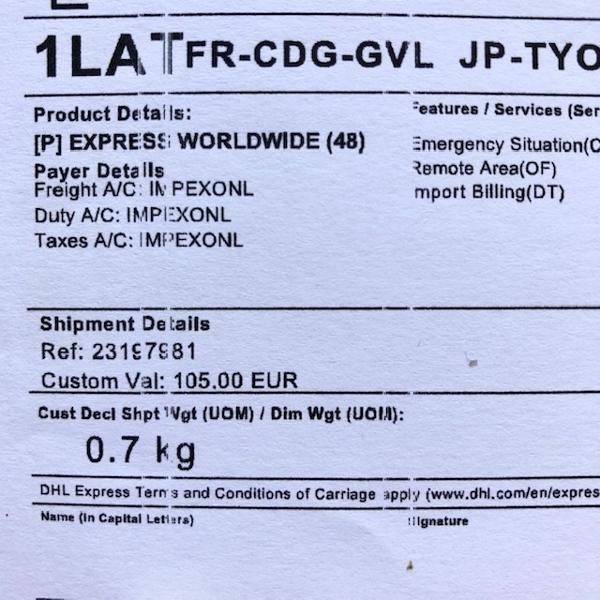 1LAT FR-CDG-GVL JP-TYO
Product Details:
Features / Services (Ser
[P] EXPRESS WORLDWIDE (48)
Emergency Situation(C
Payer Details
Remote Area(OF)
Freight A/C: IMPEXONL
Import Billing(DT)
Duty A/C: IMPEXONL
Taxes A/C: IMPEXONL
Shipment Details
Ref: 23197981
Custom Val: 105.00 EUR
Cust Decl Shpt Wgt (UOM) / Dim Wgt (UOM):
0.7 kg
DHL Express Terms and Conditions of Carriage apply (www.dhl.com/en/expres
Name (in Capital Letters)
Signature